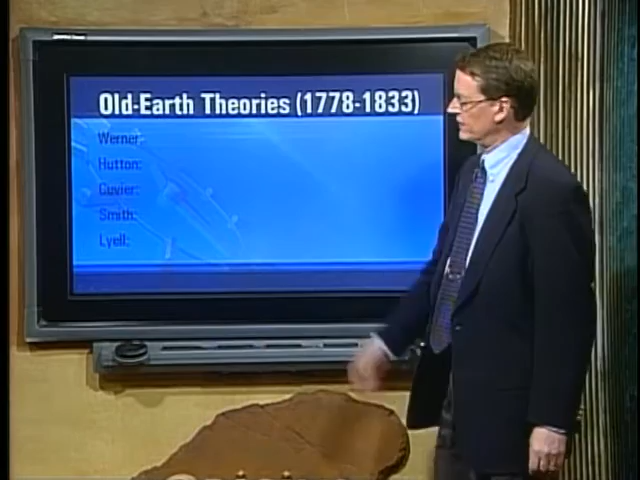 Old-Earth Theories (1778-1833)
Werner:
Hutton:
Cuvier:
Smith:
Lyell: